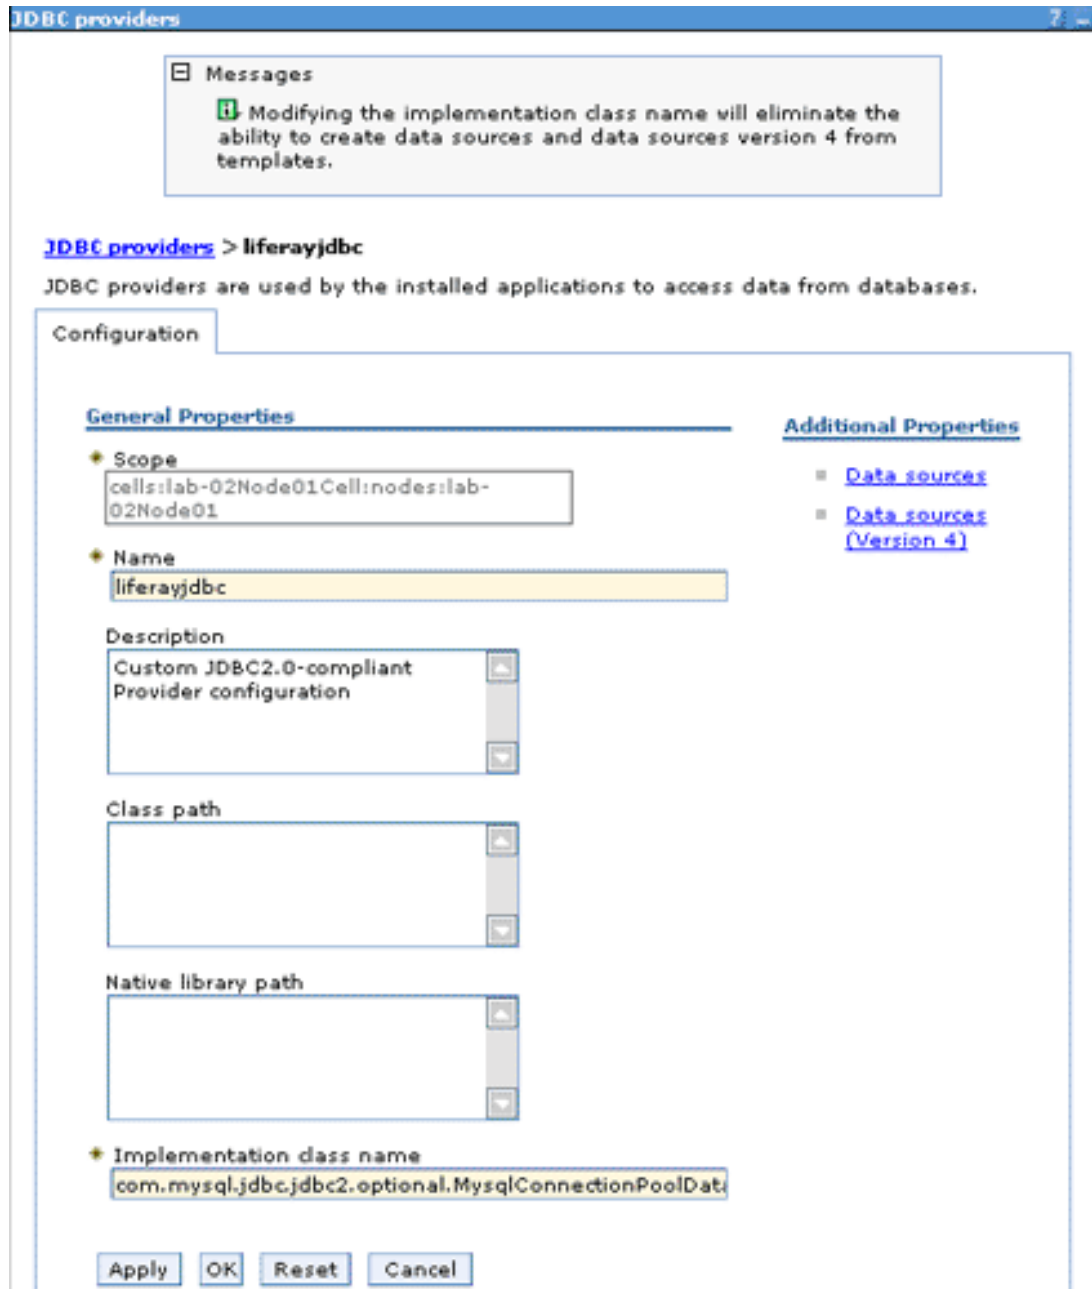 JDBC providers
?
Messages
Modifying the implementation class name will eliminate the
ability to create data sources and data sources version 4 from
templates.
JDBC providers > liferayjdbc
JDBC providers are used by the installed applications to access data from databases.
Configuration
General Properties
Additional Properties
Scope
cells:lab-02Node01Cell:nodes:lab-
02Node01
Data sources
Data sources
(Version 4)
Name
liferayjdbc
Description
Custom JDBC2.0-compliant
Provider configuration
Class path
Native library path
Implementation class name
com.mysql.jdbc.jdbc2.optional.MysqlConnectionPoolData
Apply
OK
Reset
Cancel